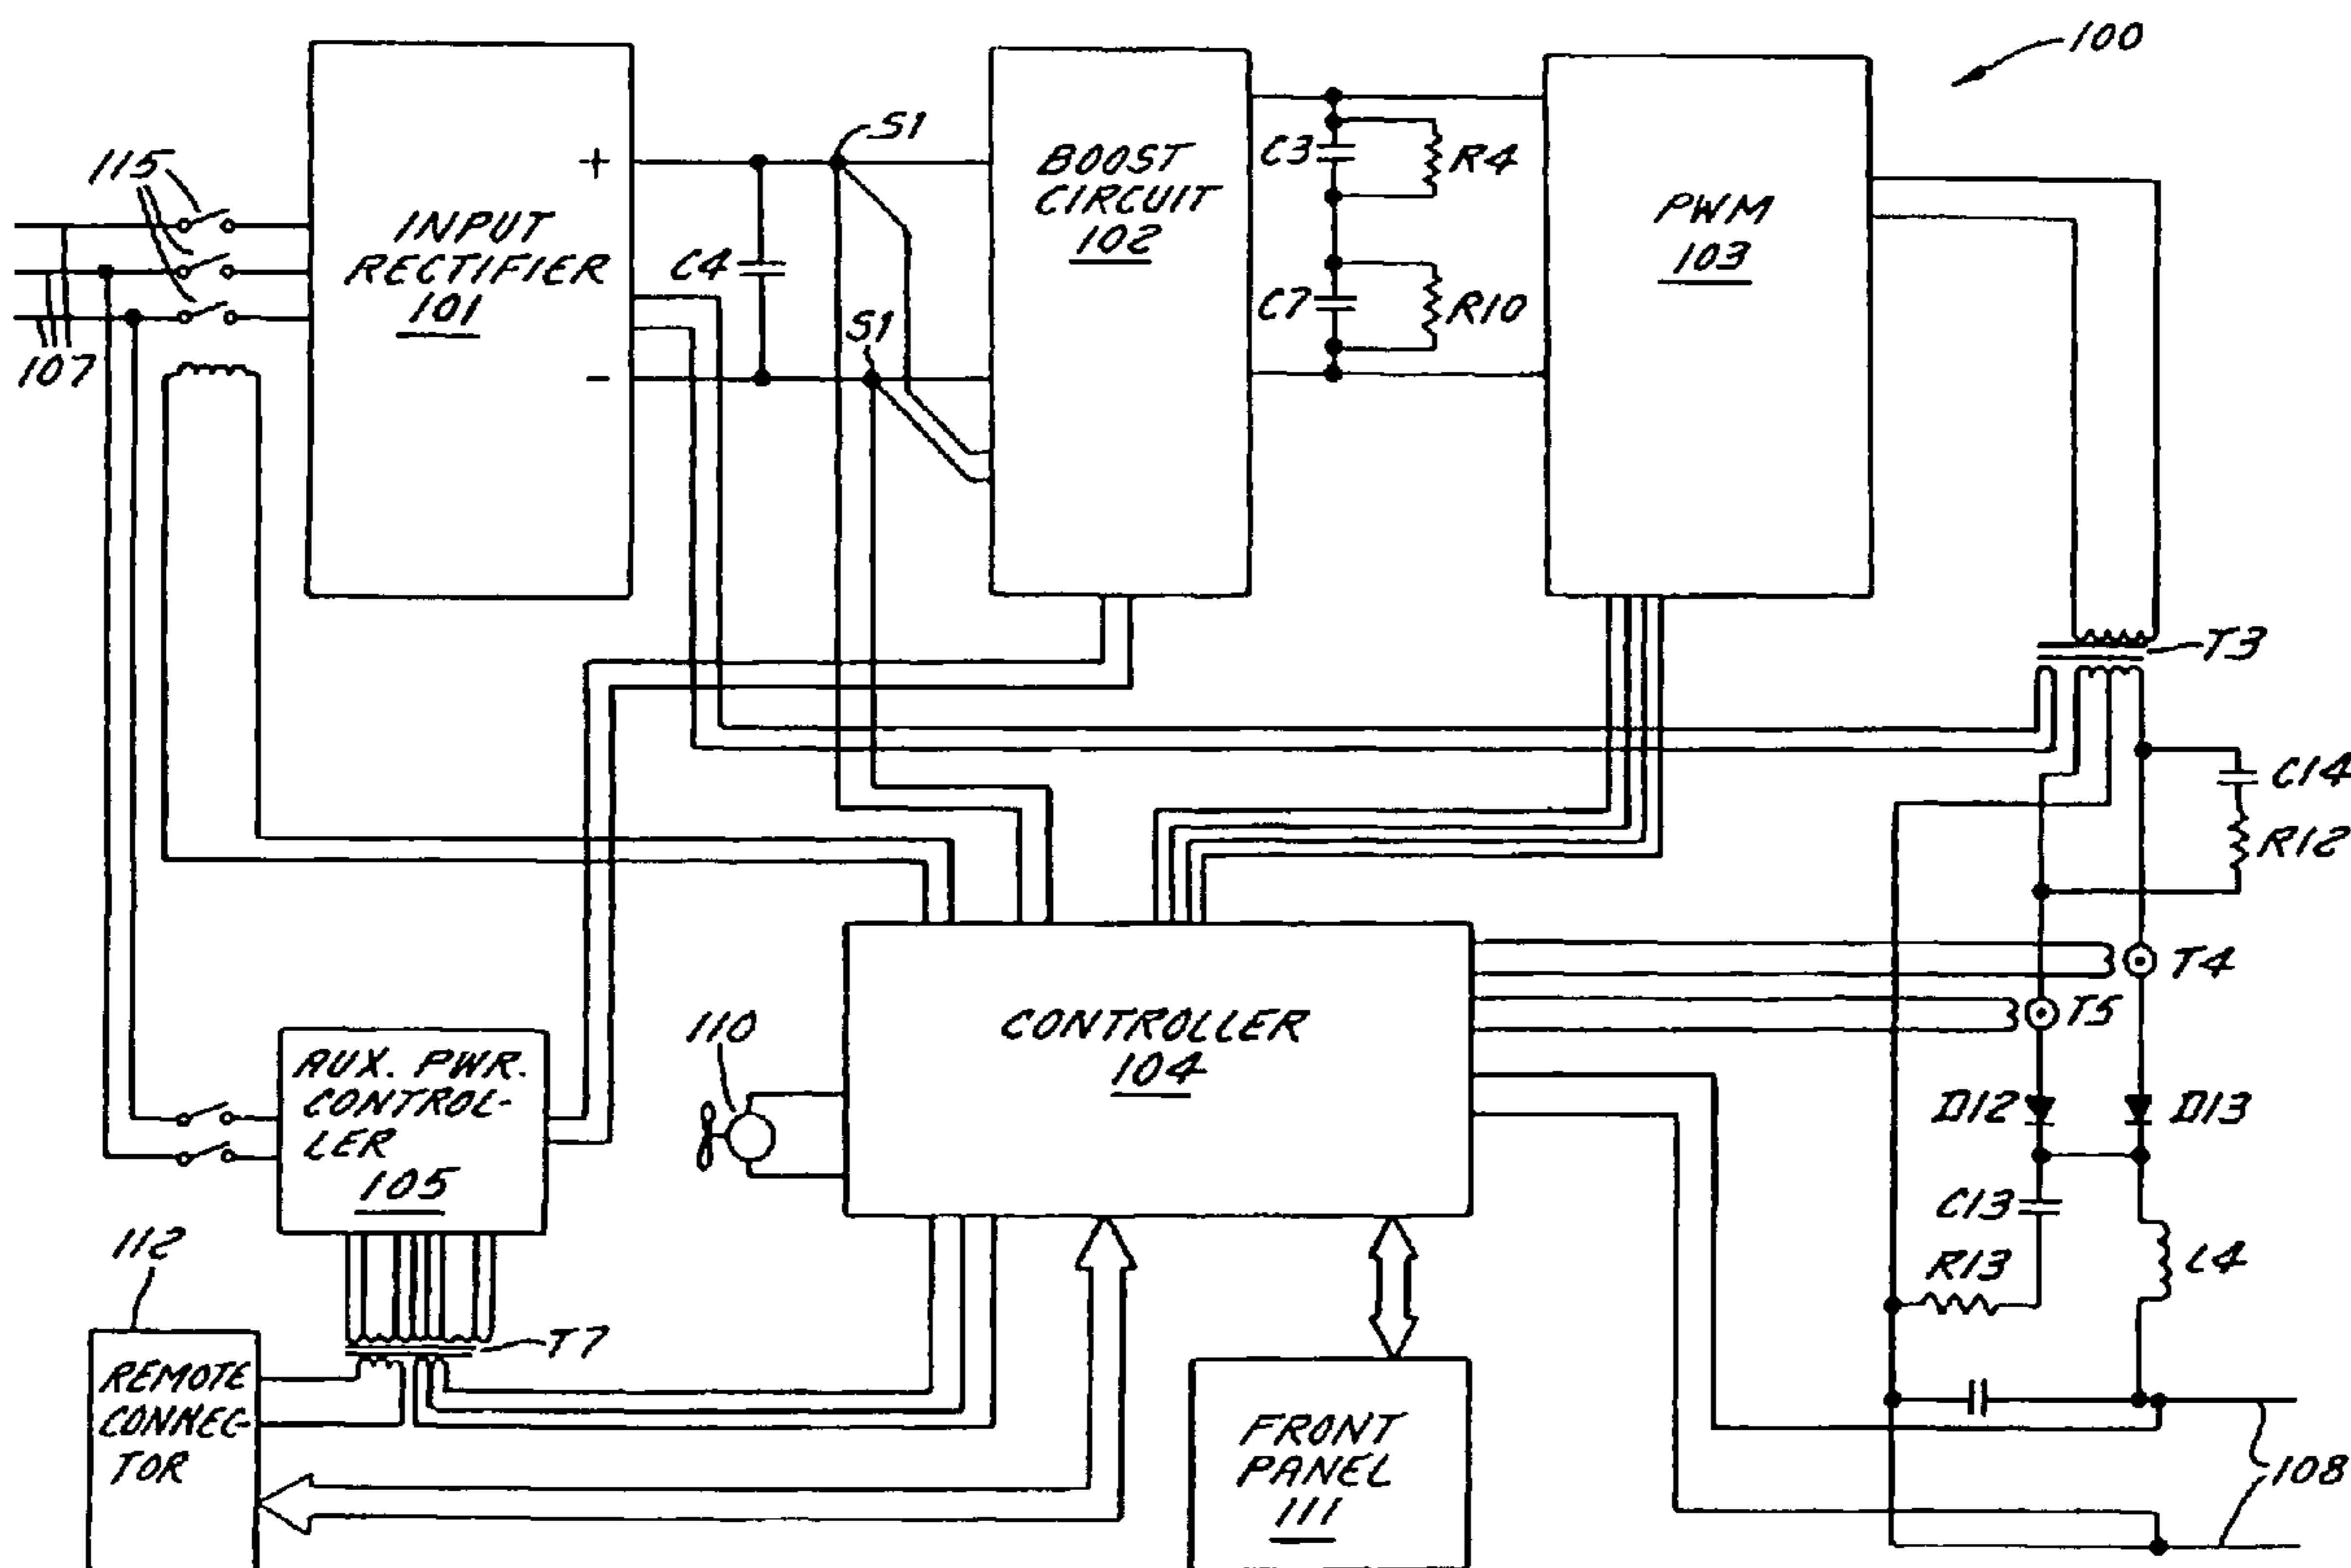 100
S1
115
+
BOOST
CIRCUIT
102
C3
R4
INPUT
RECTIFIER
101
PWM
103
C4
C7
R10
S1
107
-
T3
C14
R12
T4
T5
110
CONTROLLER
104
AUX. PWR.
CONTROL-
LER
105
D12
D13
C13
112
R13
L4
T7
REMOTE
CONNEC-
TOR
FRONT
PANEL
111
108